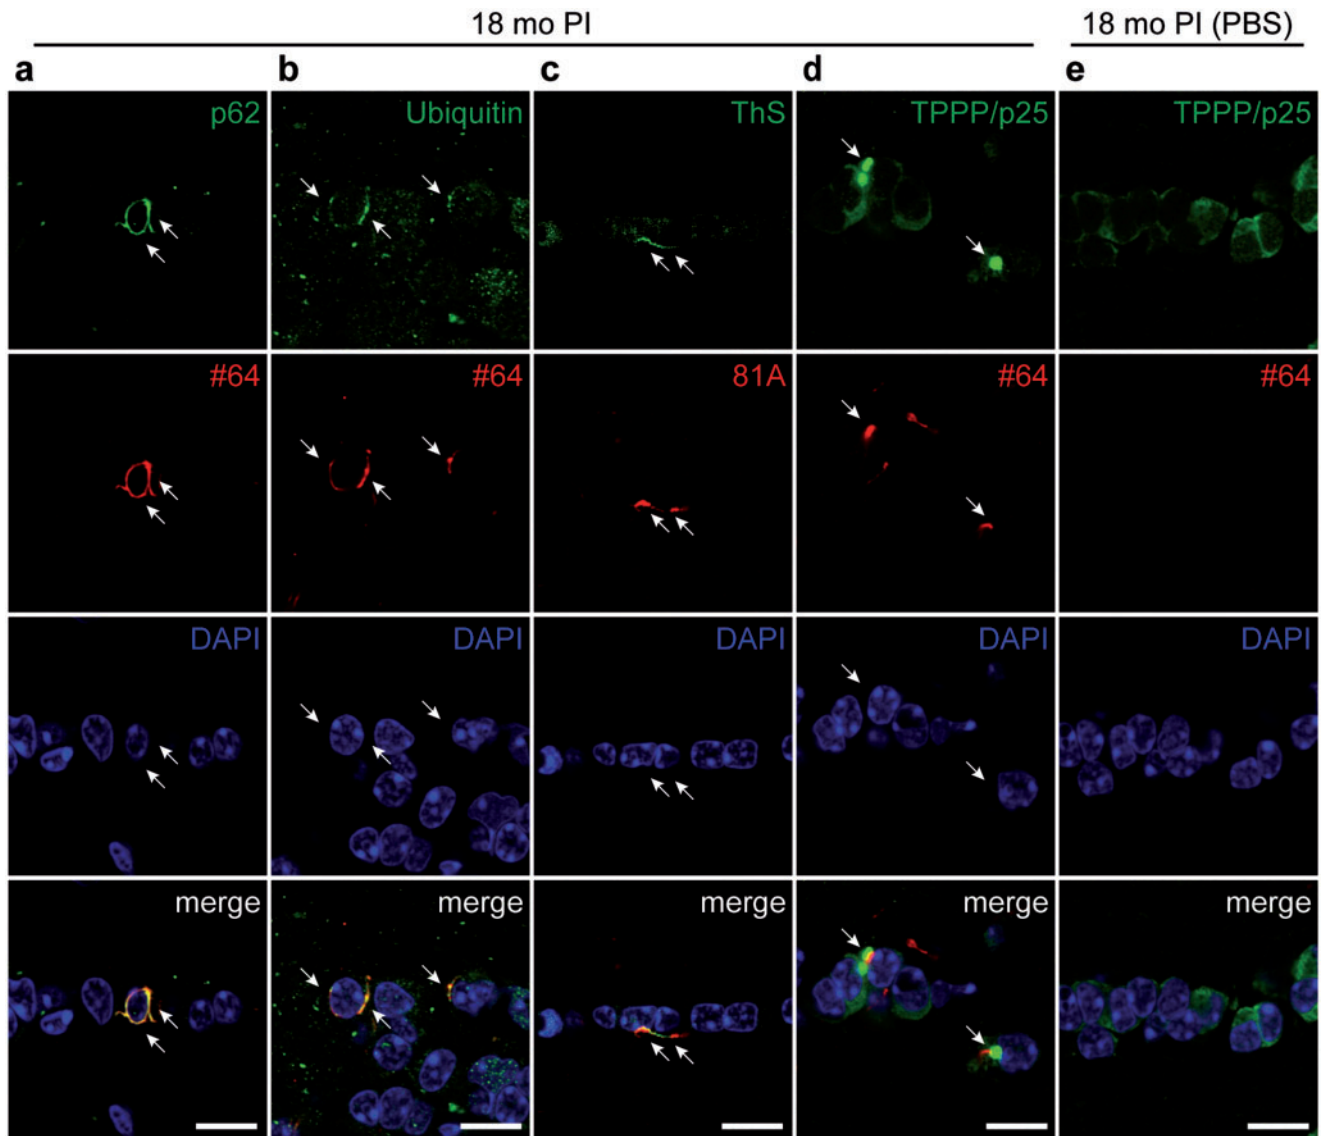 18 mo PI 18 mo PI (PBS)
a b c d e
p62 Ubiquitin ThS TPPP/p25 TPPP/p25
#64 #64 81A #64 #64
DAPI DAPI DAPI DAPI DAPI
merge merge merge merge merge